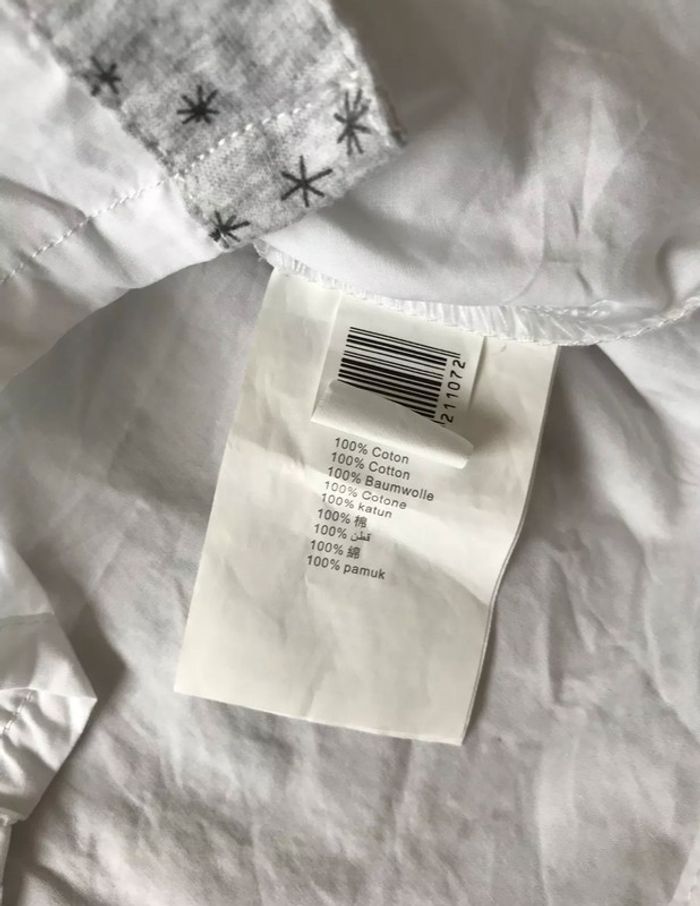 211072
100% Coton
100% Cotton
100% Baumwolle
100% Cotone
100% katun
100% 棉
100% قطن
100% 綿
100% pamuk